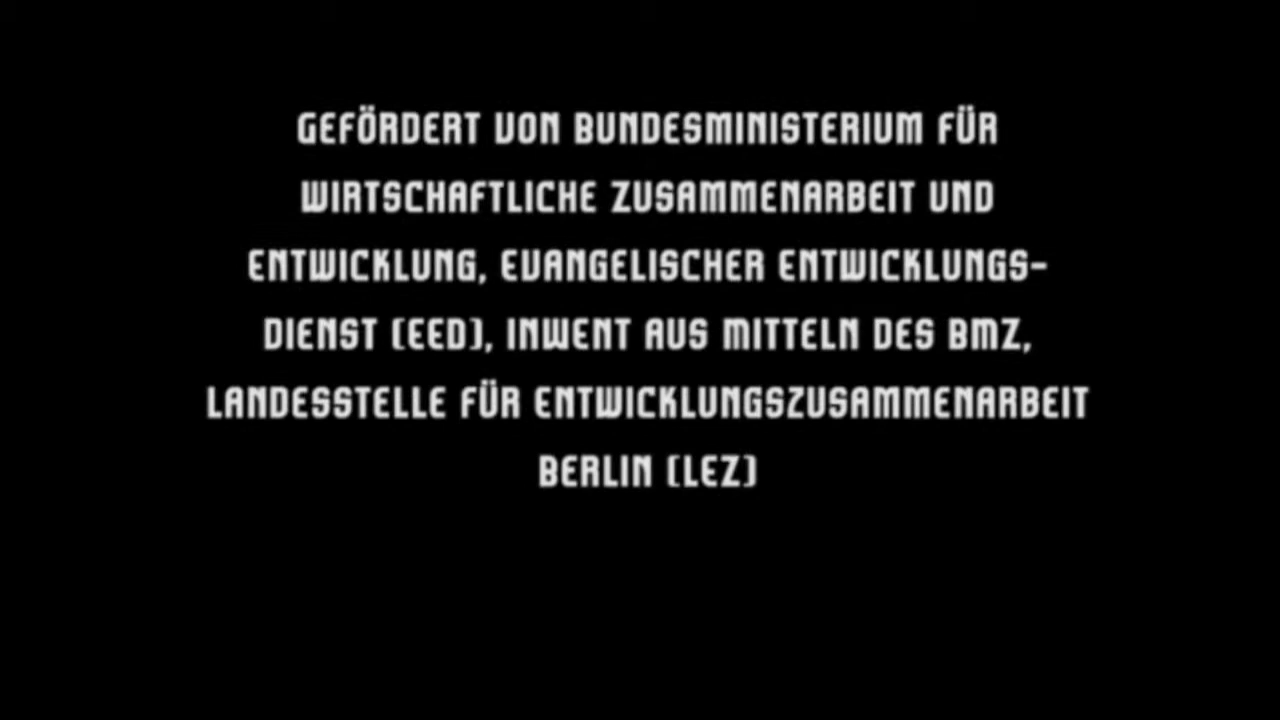 GEFÖRDERT VON BUNDESMINISTERIUM FÜR
WIRTSCHAFTLICHE ZUSAMMENARBEIT UND
ENTWICKLUNG, EVANGELISCHER ENTWICKLUNGS-
DIENST (EED), INWENT AUS MITTELN DES BMZ,
LANDESSTELLE FÜR ENTWICKLUNGSZUSAMMENARBEIT
BERLIN (LEZ)